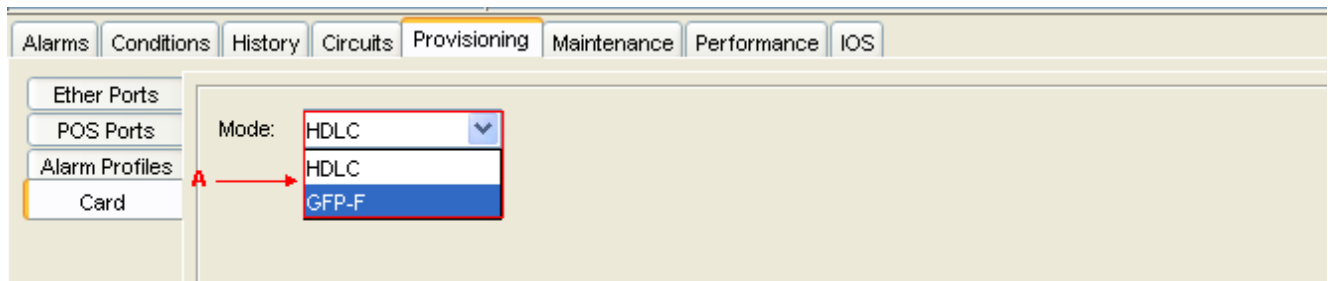 Alarms Conditions History Circuits Provisioning Maintenance Performance IOS
Ether Ports
POS Ports
Mode: HDLC
Alarm Profiles
A HDLC
Card
GFP-F